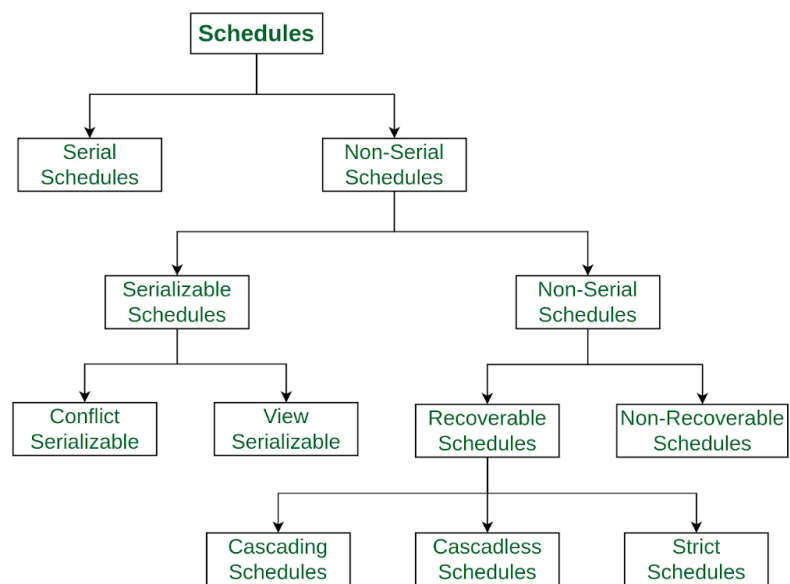 Schedules
Serial
Schedules
Non-Serial
Schedules
Serializable
Schedules
Non-Serial
Schedules
Conflict
Serializable
View
Serializable
Recoverable
Schedules
Non-Recoverable
Schedules
Cascading
Schedules
Cascadless
Schedules
Strict
Schedules